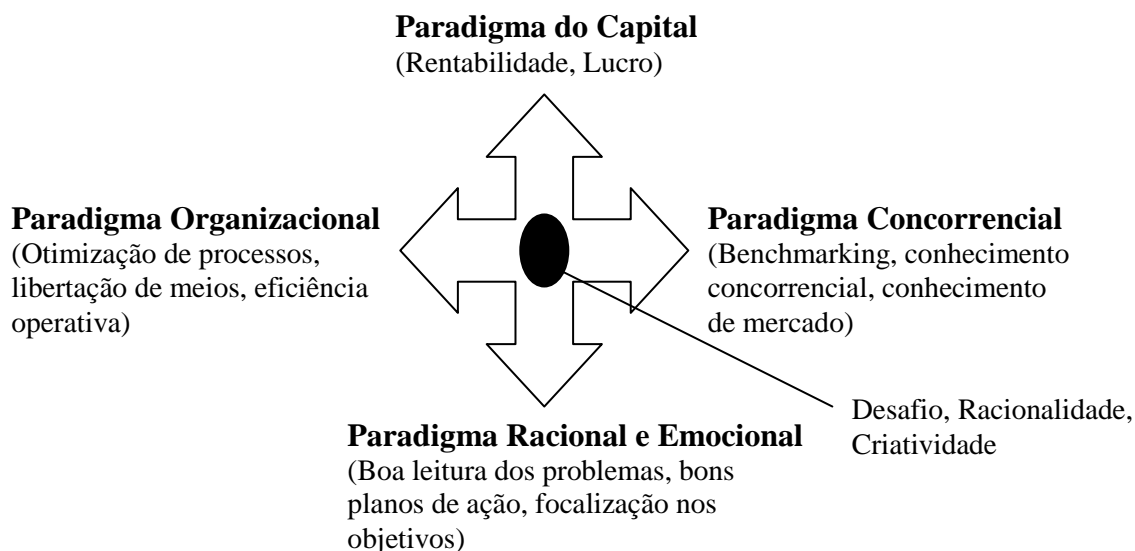 Paradigma do Capital
(Rentabilidade, Lucro)
Paradigma Organizacional
(Otimização de processos,
libertação de meios, eficiência
operativa)
Paradigma Concorrencial
(Benchmarking, conhecimento
concorrencial, conhecimento
de mercado)
Desafio, Racionalidade,
Criatividade
Paradigma Racional e Emocional
(Boa leitura dos problemas, bons
planos de ação, focalização nos
objetivos)